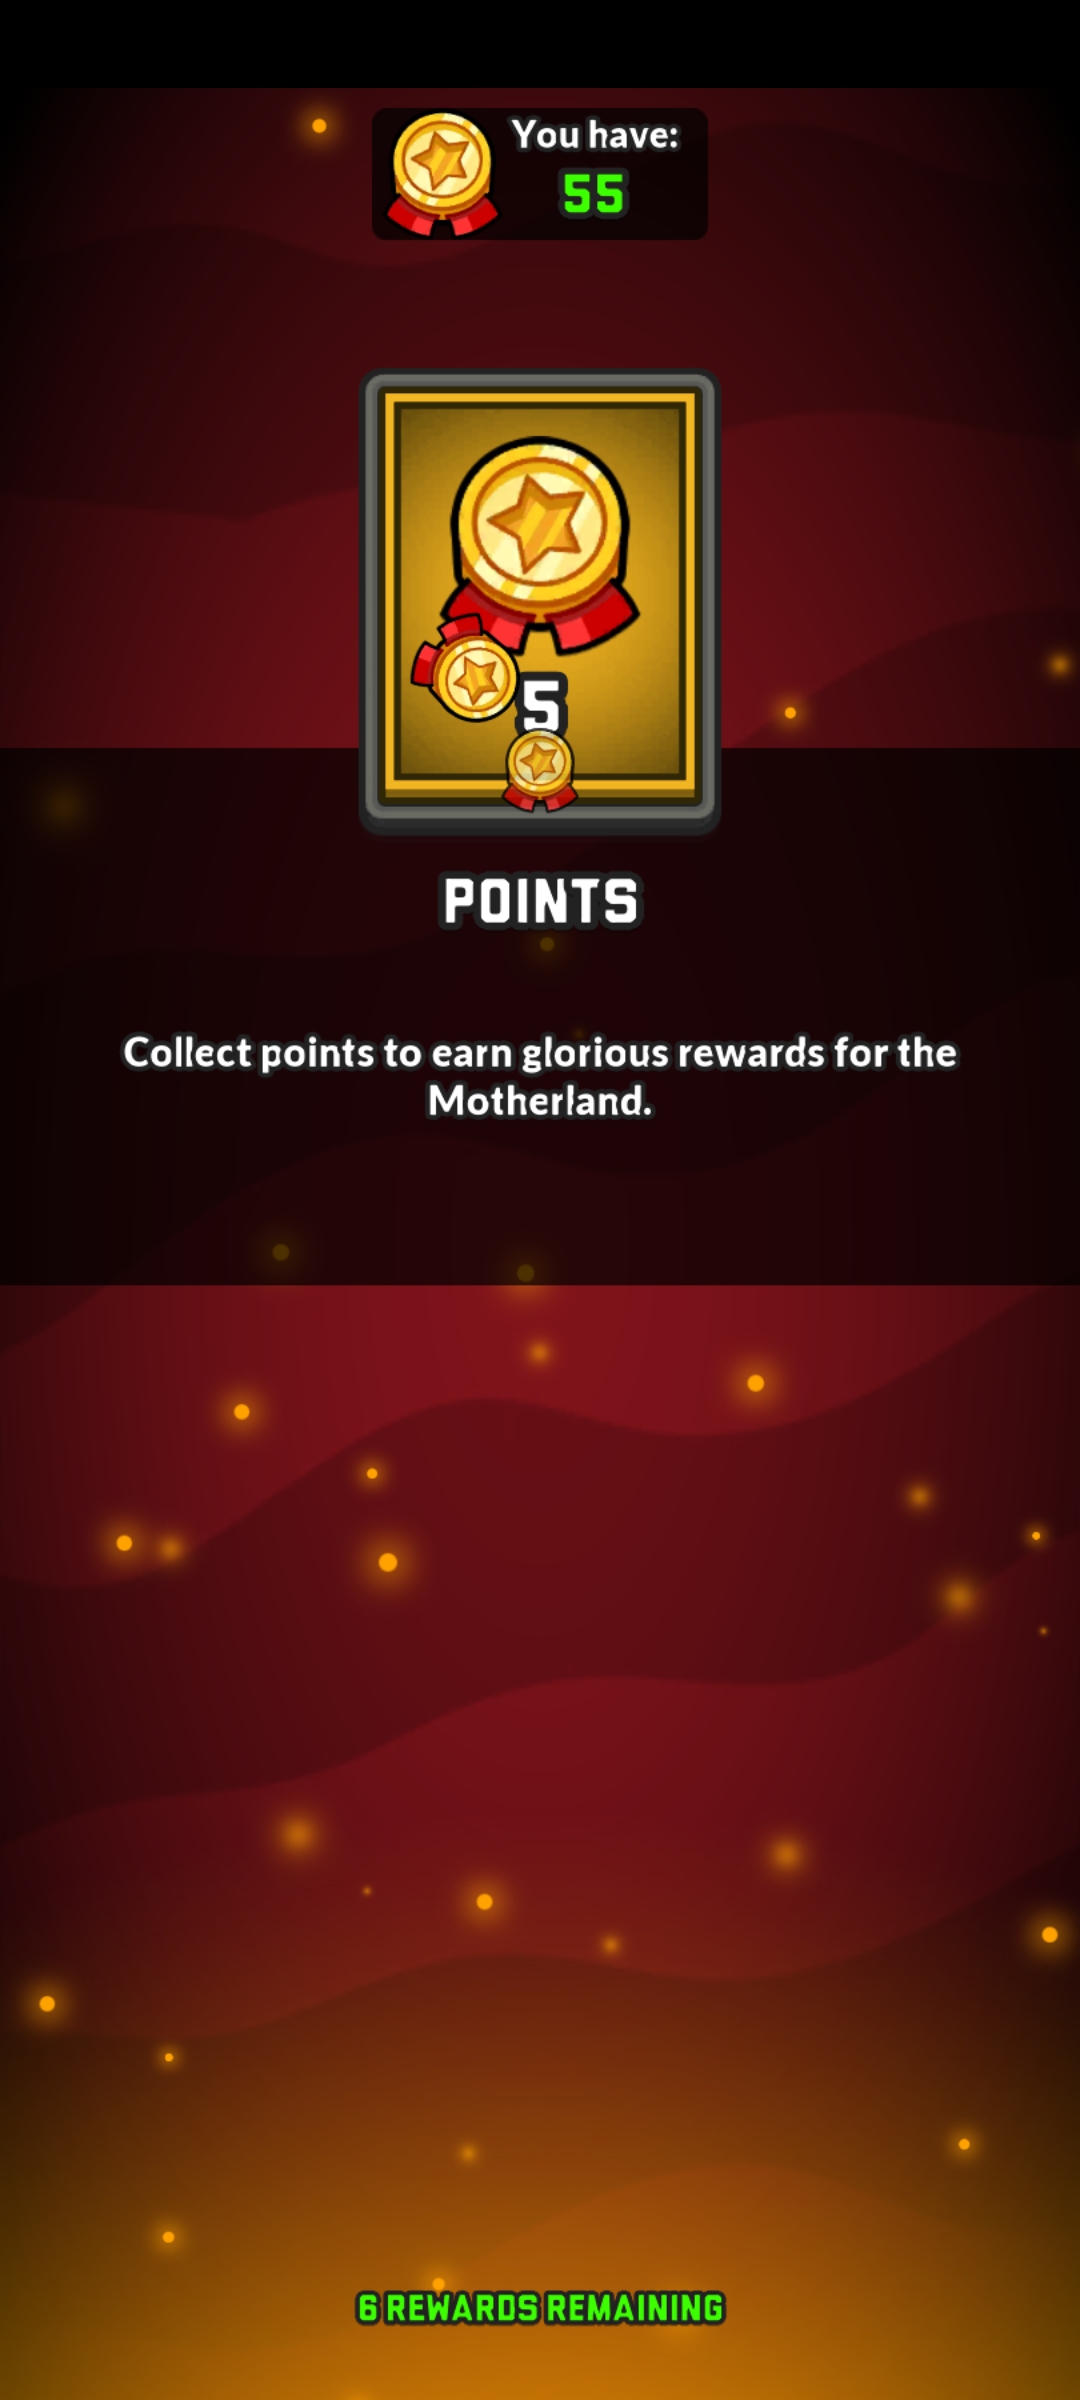 You have:
55
5
POINTS
Collect points to earn glorious rewards for the
Motherland.
6 REWARDS REMAINING